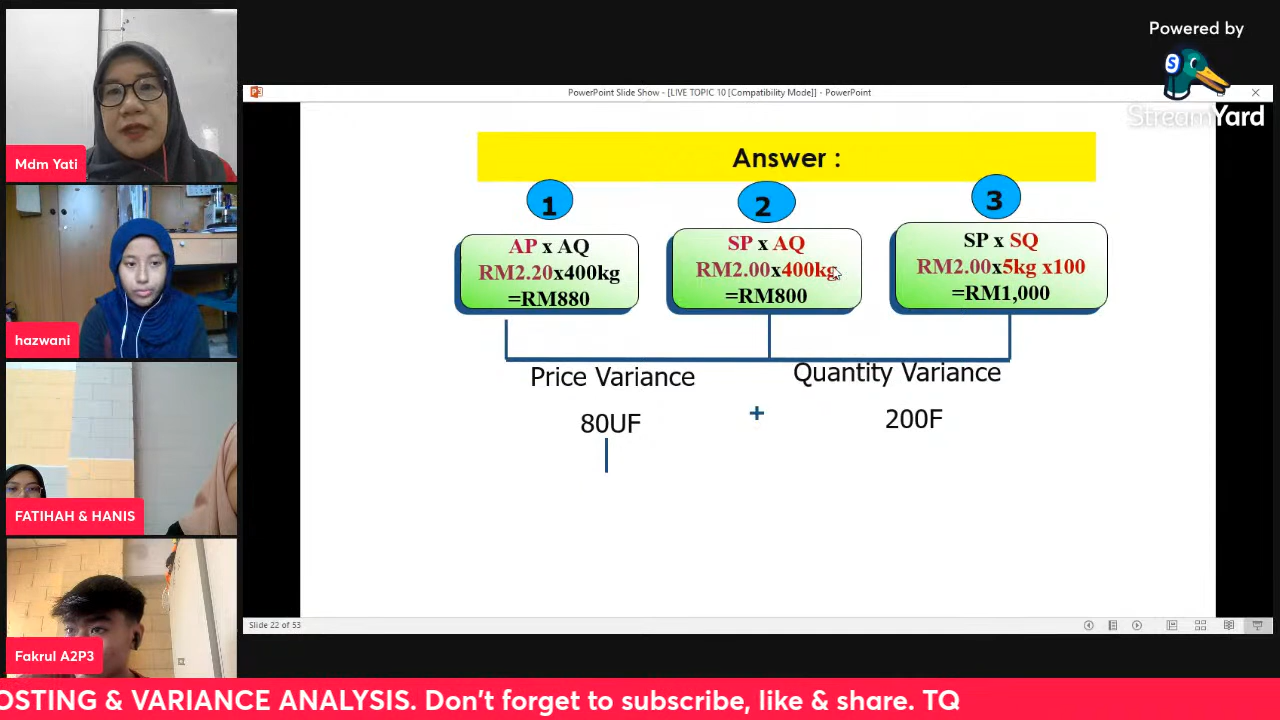 Powered by
StreamYard
PowerPoint Slide Show - [LIVE TOPIC 10 [Compatibility Mode]] - PowerPoint
Answer :
1
2
3
AP x AQ
RM2.20x400kg
=RM880
SP x AQ
RM2.00x400kg
=RM800
SP x SQ
RM2.00x5kg x100
=RM1,000
Price Variance
Quantity Variance
80UF
+
200F
Slide 22 of 53
Mdm Yati
hazwani
FATIHAH & HANIS
Fakrul A2P3
OSTING & VARIANCE ANALYSIS. Don't forget to subscribe, like & share. TQ